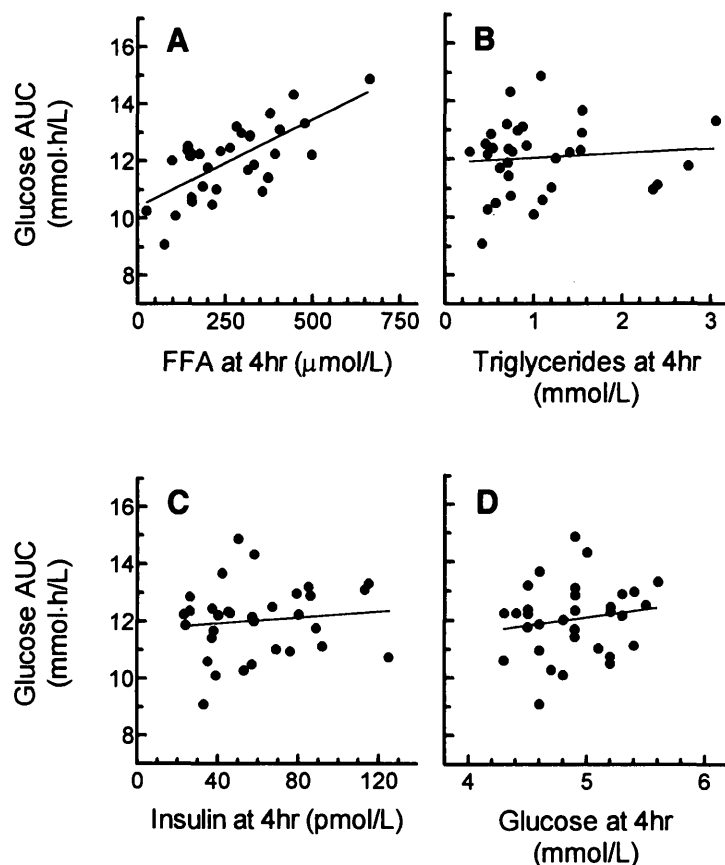 A
B
Glucose AUC
(mmol·h/L)
16
14
12
10
8
0 250 500 750
0 1 2 3
FFA at 4hr (μmol/L)
Triglycerides at 4hr
(mmol/L)
C
D
Glucose AUC
(mmol·h/L)
16
14
12
10
8
0 40 80 120
4 5 6
Insulin at 4hr (pmol/L)
Glucose at 4hr
(mmol/L)